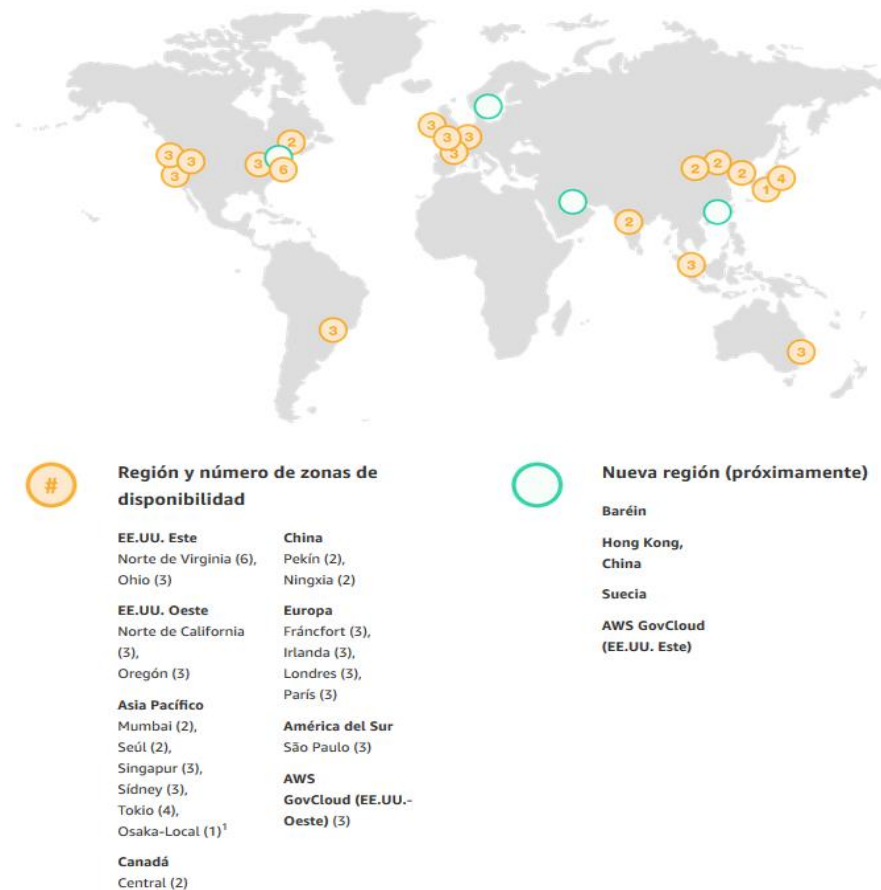 2
3
3
3
3
6
3
3
3
3
2
2
2
4
1
2
3
3
3
#
Región y número de zonas de
disponibilidad
EE.UU. Este
Norte de Virginia (6),
Ohio (3)
EE.UU. Oeste
Norte de California
(3),
Oregón (3)
Asia Pacífico
Mumbai (2),
Seúl (2),
Singapur (3),
Sídney (3),
Tokio (4),
Osaka-Local (1)1
Canadá
Central (2)
China
Pekín (2),
Ningxia (2)
Europa
Fráncfort (3),
Irlanda (3),
Londres (3),
París (3)
América del Sur
São Paulo (3)
AWS
GovCloud (EE.UU.-
Oeste) (3)
Nueva región (próximamente)
Baréin
Hong Kong,
China
Suecia
AWS GovCloud
(EE.UU. Este)